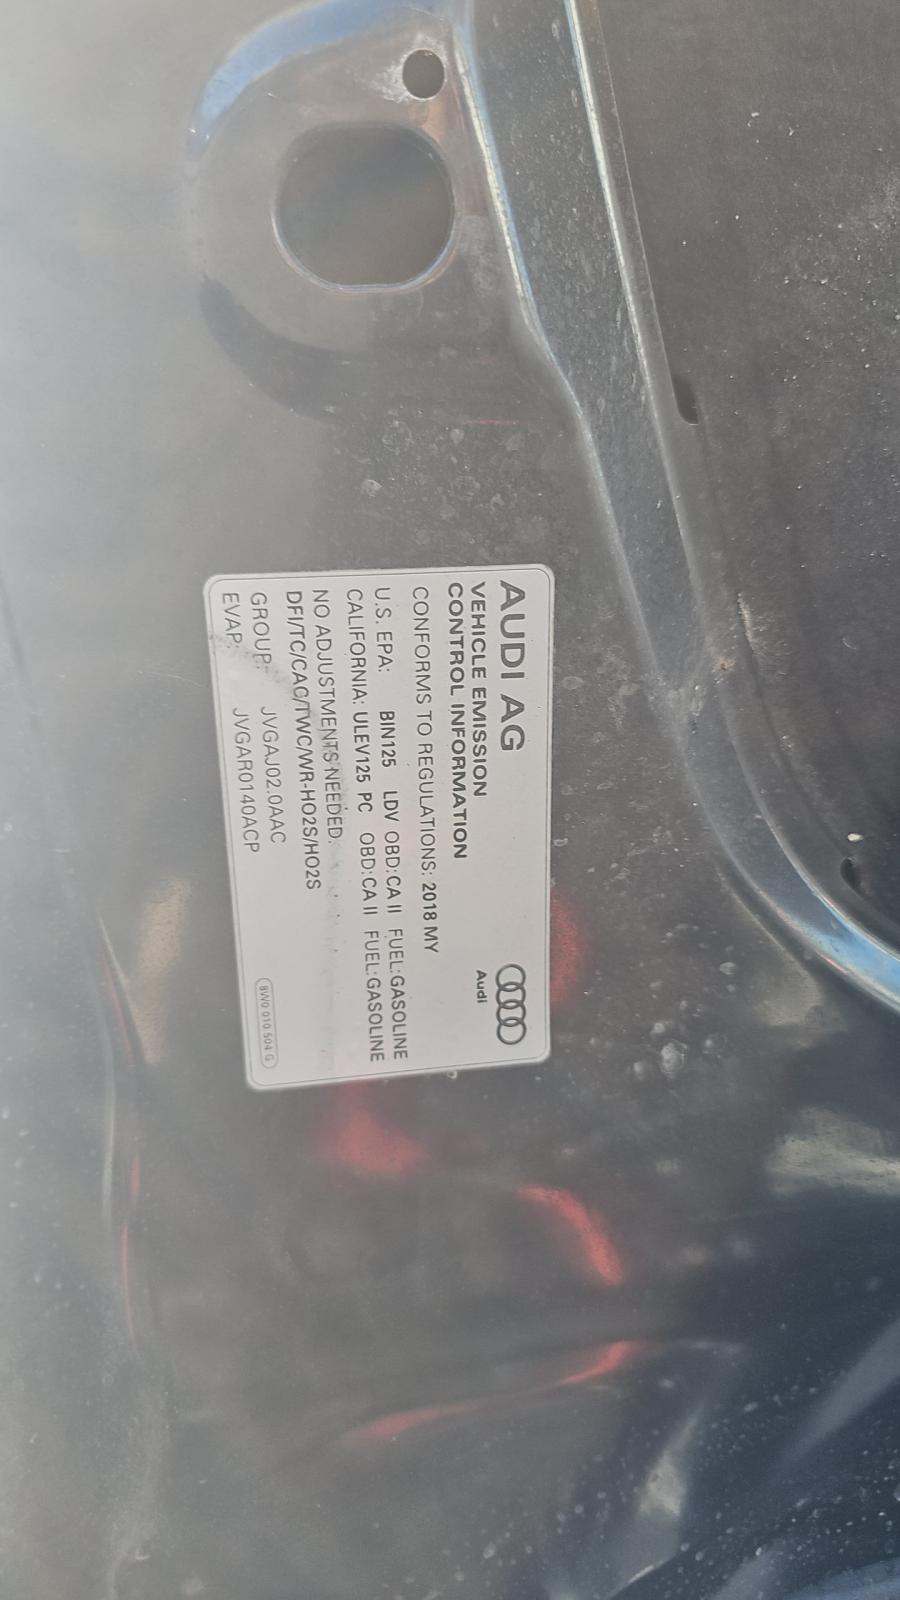 AUDI AG
VEHICLE EMISSION
CONTROL INFORMATION
Audi
CONFORMS TO REGULATIONS: 2018 MY
U.S. EPA: BIN125 LDV OBD:CA II FUEL:GASOLINE
CALIFORNIA: ULEV125 PC OBD:CA II FUEL:GASOLINE
NO ADJUSTMENTS NEEDED.
DFI/TC/CAC/TWC/WR-HO2S/HO2S
GROUP: JVGAJ02.0AAC
EVAP: JVGAR0140ACP
8W0 010 504 G